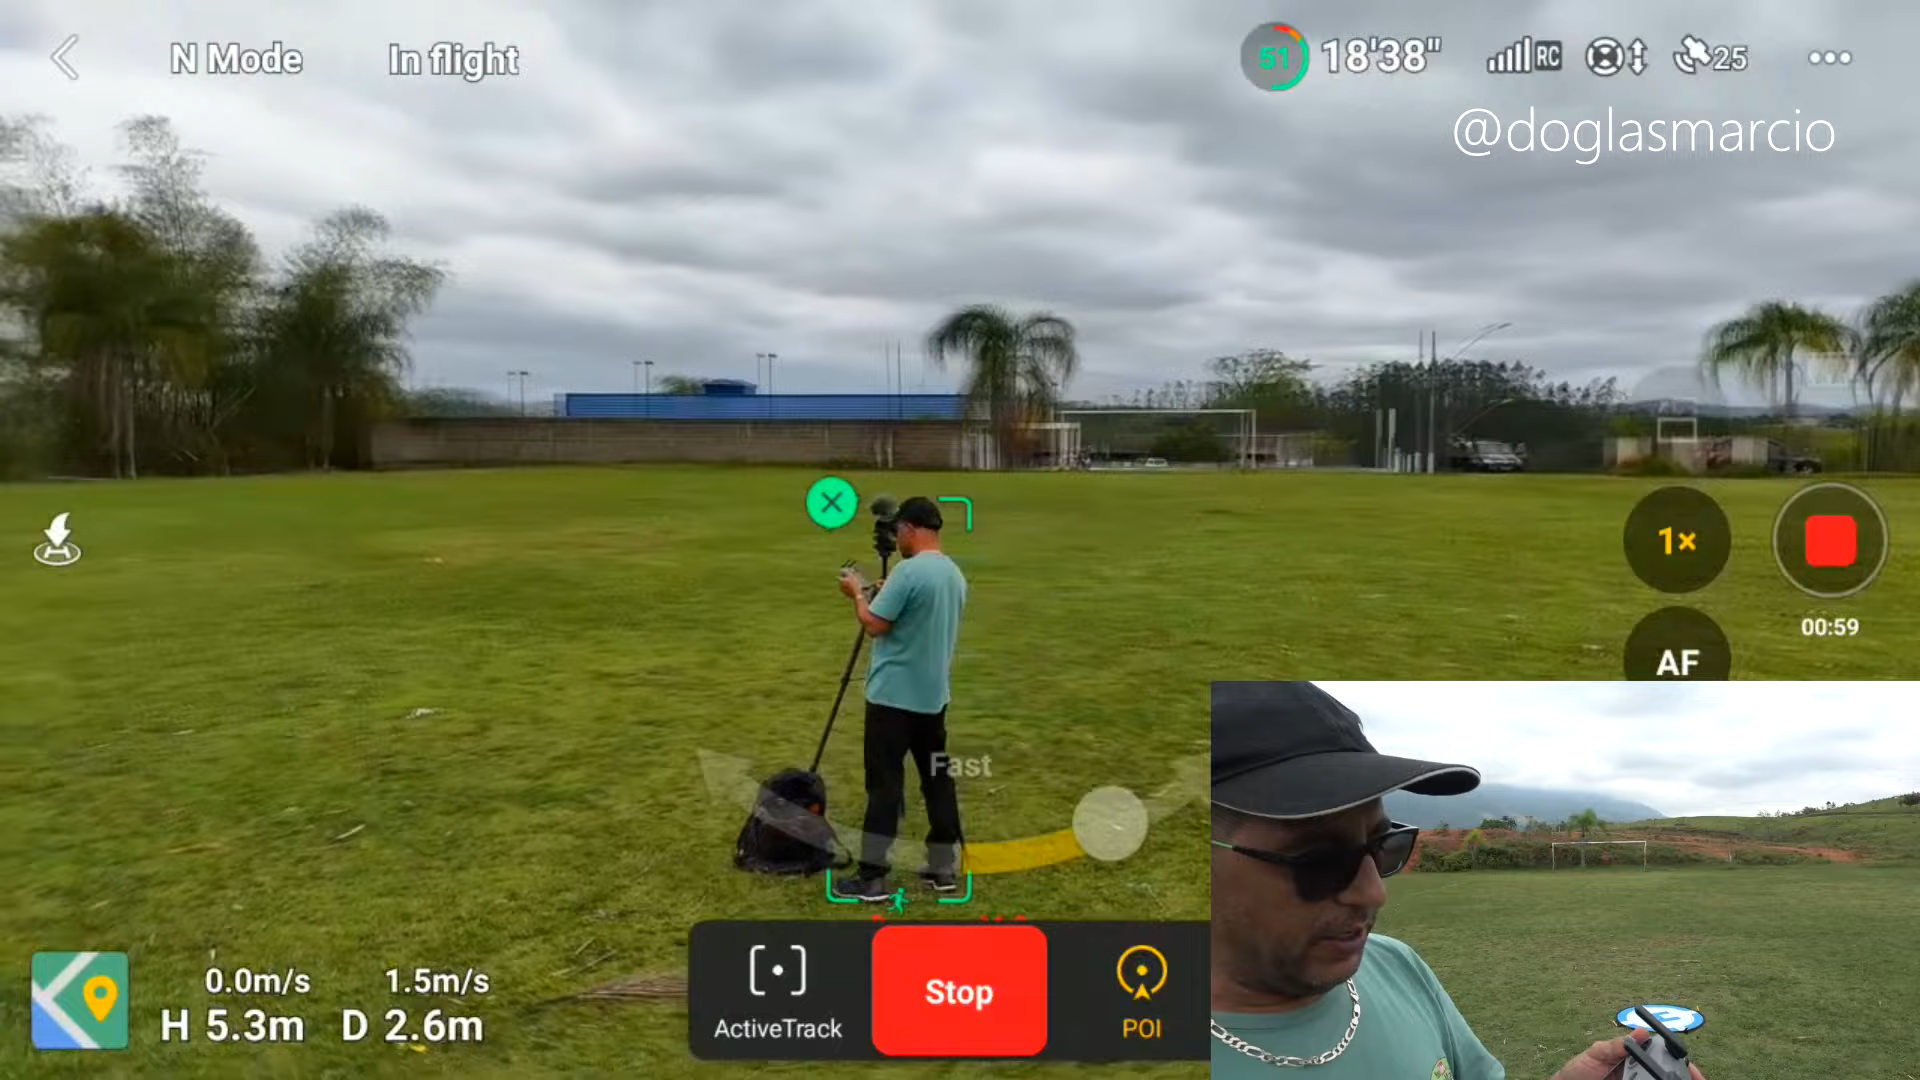 N Mode
In flight
51
18'38"
RC
25
@doglasmarcio
1×
00:59
AF
Fast
0.0m/s
1.5m/s
H 5.3m
D 2.6m
ActiveTrack
Stop
POI